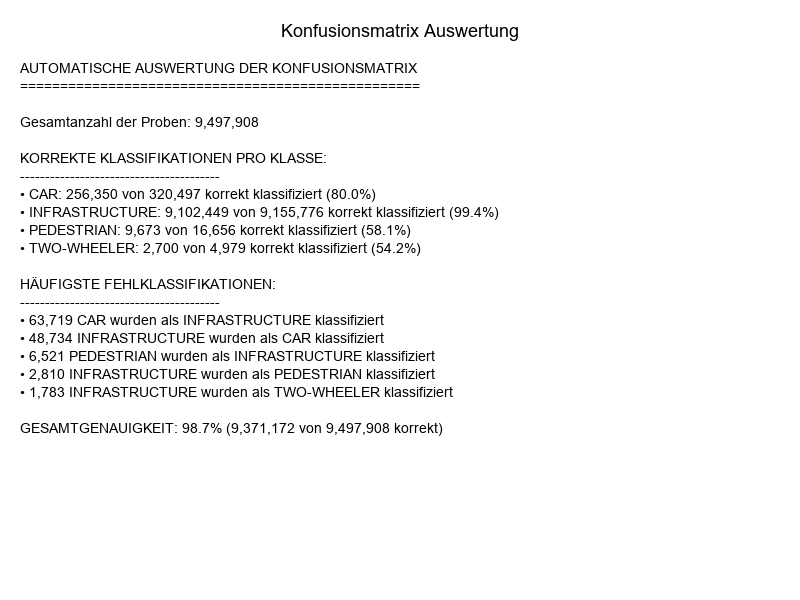 Konfusionsmatrix Auswertung
AUTOMATISCHE AUSWERTUNG DER KONFUSIONSMATRIX
==================================================
Gesamtanzahl der Proben: 9,497,908
KORREKTE KLASSIFIKATIONEN PRO KLASSE:
----------------------------------------
• CAR: 256,350 von 320,497 korrekt klassifiziert (80.0%)
• INFRASTRUCTURE: 9,102,449 von 9,155,776 korrekt klassifiziert (99.4%)
• PEDESTRIAN: 9,673 von 16,656 korrekt klassifiziert (58.1%)
• TWO-WHEELER: 2,700 von 4,979 korrekt klassifiziert (54.2%)
HÄUFIGSTE FEHLKLASSIFIKATIONEN:
----------------------------------------
• 63,719 CAR wurden als INFRASTRUCTURE klassifiziert
• 48,734 INFRASTRUCTURE wurden als CAR klassifiziert
• 6,521 PEDESTRIAN wurden als INFRASTRUCTURE klassifiziert
• 2,810 INFRASTRUCTURE wurden als PEDESTRIAN klassifiziert
• 1,783 INFRASTRUCTURE wurden als TWO-WHEELER klassifiziert
GESAMTGENAUIGKEIT: 98.7% (9,371,172 von 9,497,908 korrekt)